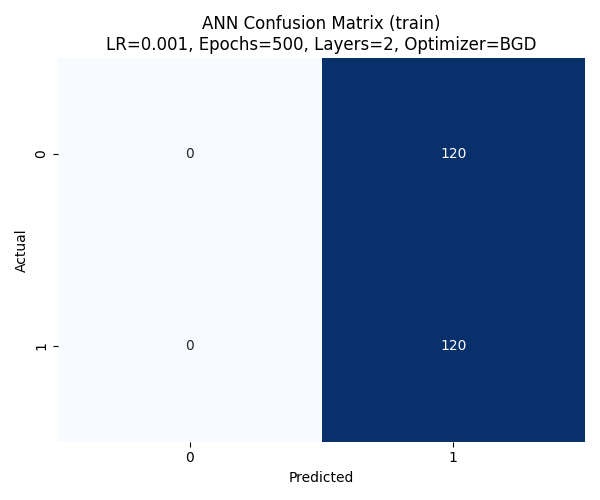 ANN Confusion Matrix (train)
LR=0.001, Epochs=500, Layers=2, Optimizer=BGD
0
0
120
Actual
1
0
120
0
1
Predicted